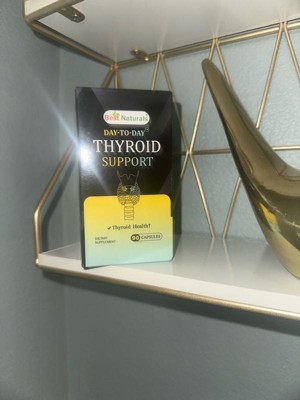 Best Naturals
DAY-TO-DAY
THYROID
SUPPORT
✓Thyroid Health†
DIETARY
SUPPLEMENT
90 CAPSULES